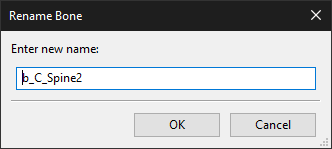 Rename Bone
Enter new name:
b_C_Spine2
OK
Cancel